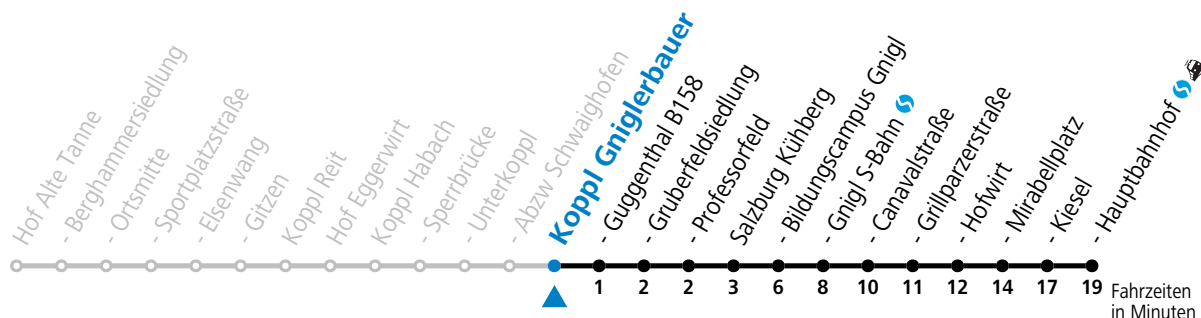 Hof Alte Tanne
- Berghammersiedlung
- Ortsmitte
- Sportplatzstraße
- Elsenwang
- Gitzen
Koppl Reit
Hof Eggerwirt
Koppl Habach
- Sperrbrücke
- Unterkoppl
- Abzw Schwaighofen
Koppl Gniglerbauer
- Guggenthal B158
- Gruberfeldsiedlung
- Professorfeld
Salzburg Kühberg
- Bildungscampus Gnigl
- Gnigl S-Bahn
- Canavalstraße
- Grillparzerstraße
- Hofwirt
- Mirabellplatz
- Kiesel
- Hauptbahnhof
1 2 2 3 6 8 10 11 12 14 17 19 Fahrzeiten
in Minuten